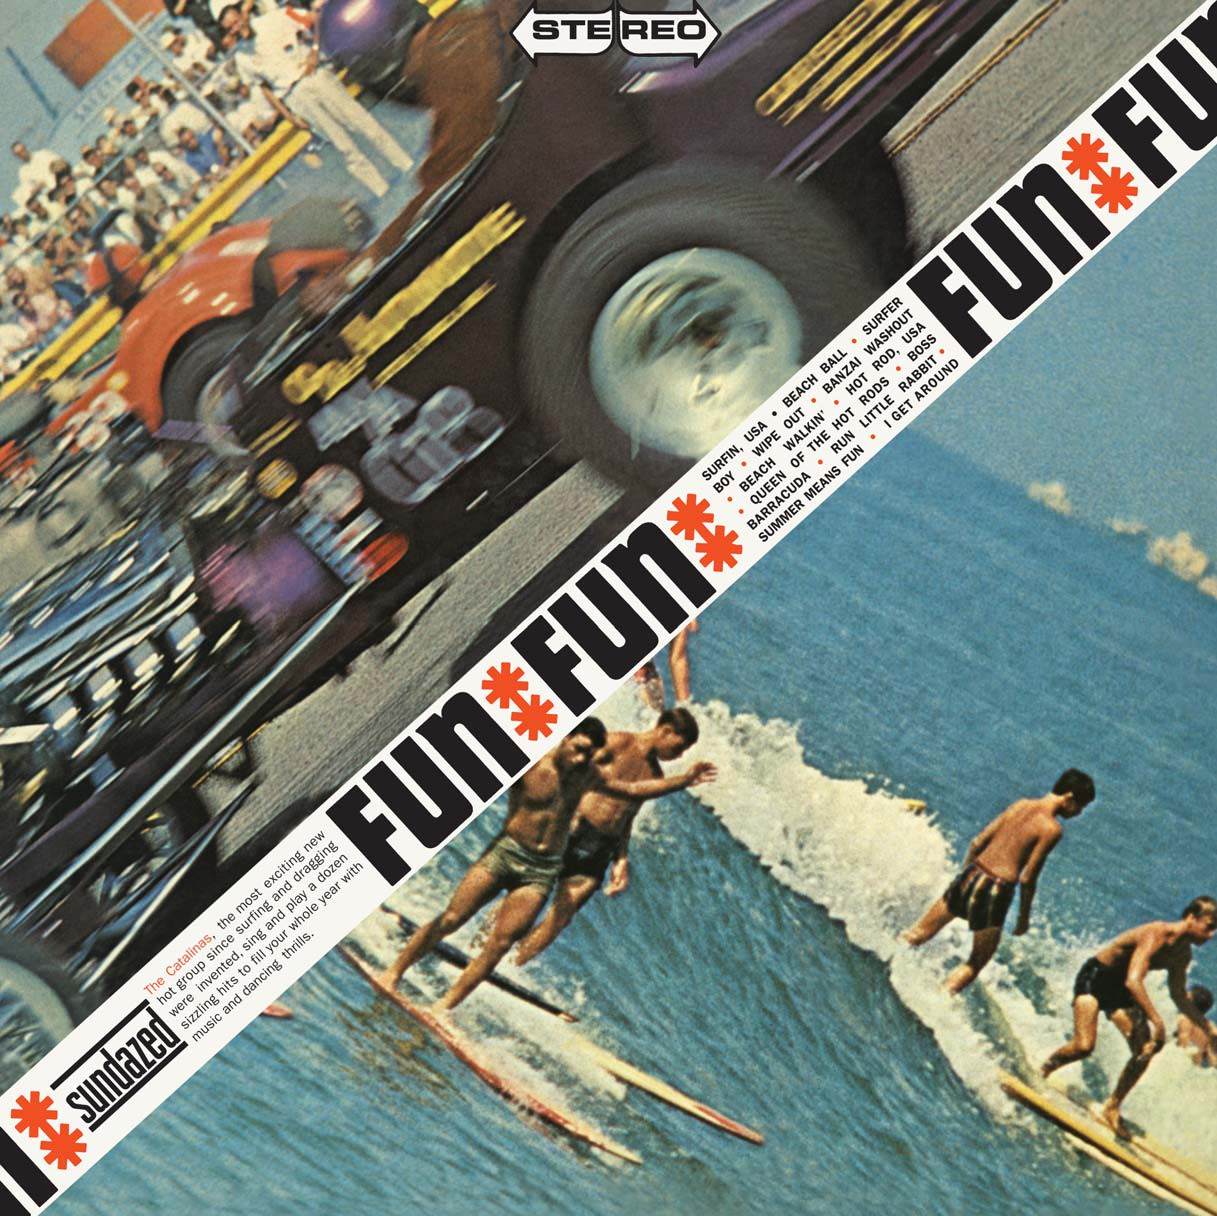 STEREO
FUN
FUN
FUN
FUN
SURFIN, USA • BEACH BALL • SURFER
BOY • WIPE OUT • BANZAI WASHOUT
• BEACH WALKIN' • HOT ROD, USA
• QUEEN OF THE HOT RODS • BOSS
BARRACUDA • RUN LITTLE RABBIT •
SUMMER MEANS FUN • I GET AROUND
The Catalinas, the most exciting new
hot group since surfing and dragging
were invented, sing and play a dozen
sizzling hits to fill your whole year with
music and dancing thrills.
sundazed